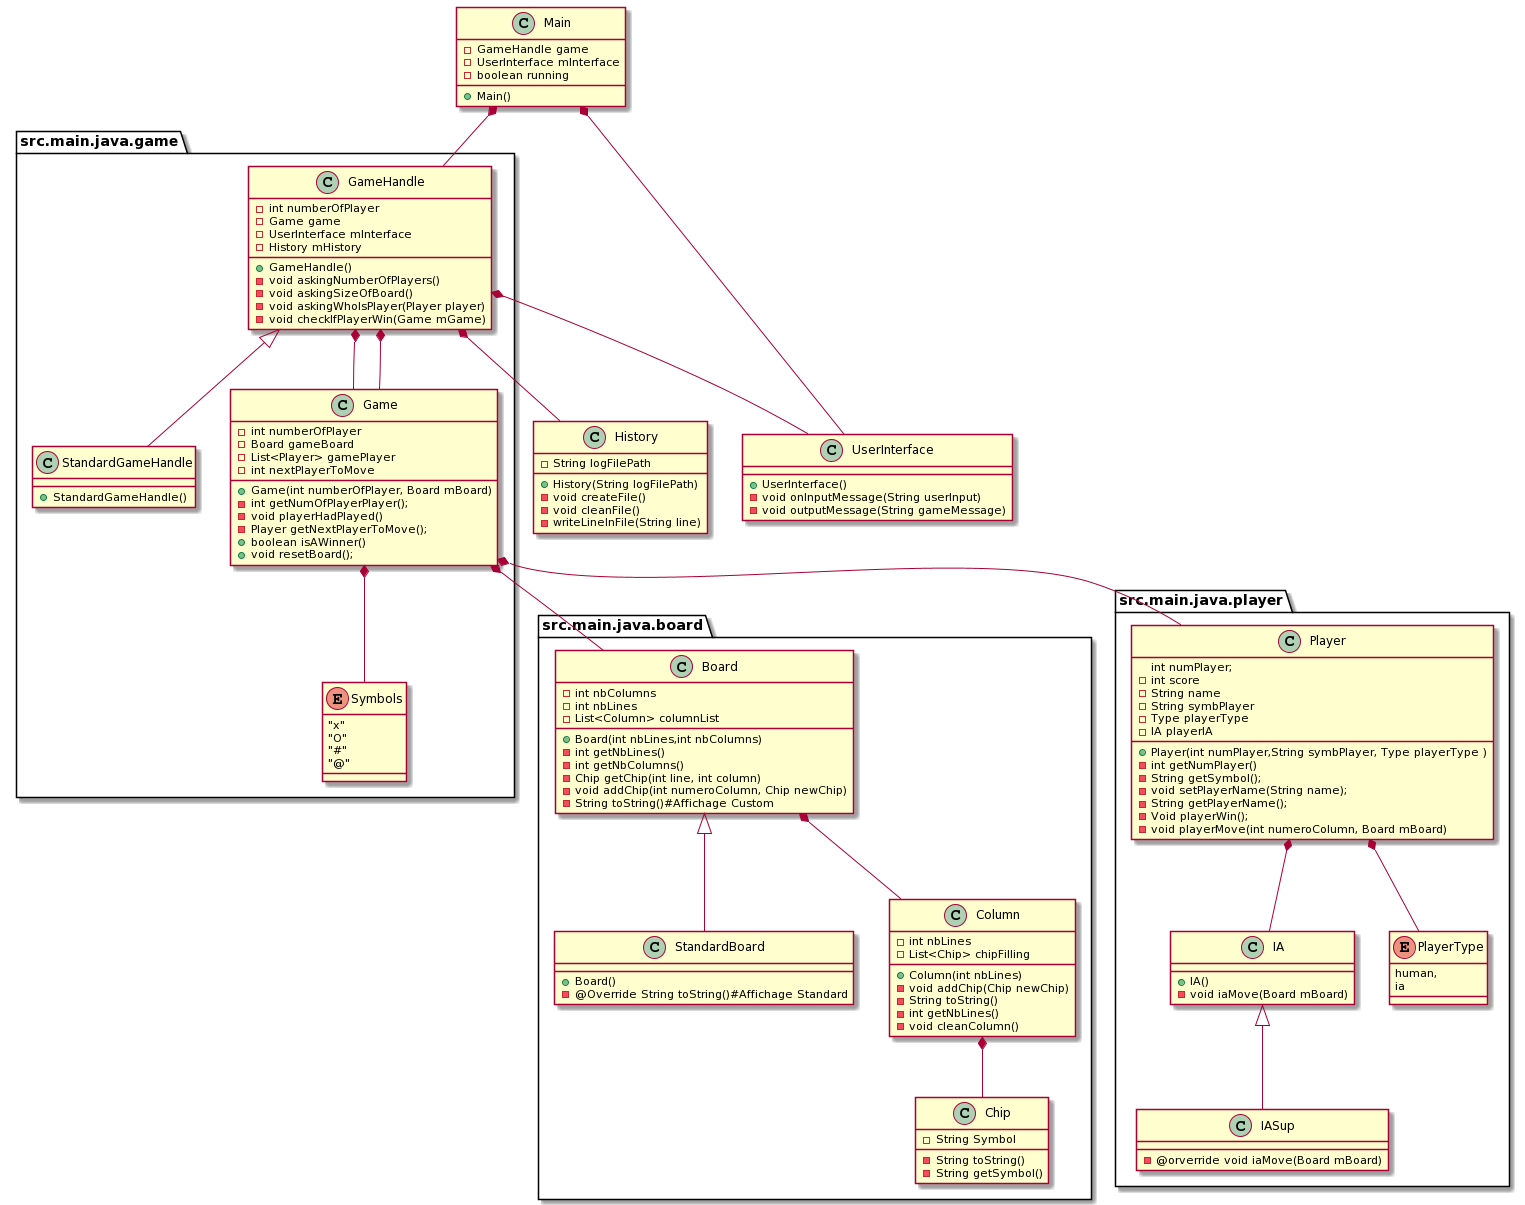 C Main
GameHandle game
UserInterface mInterface
boolean running
Main()
src.main.java.game
C GameHandle
int numberOfPlayer
Game game
UserInterface mInterface
History mHistory
GameHandle()
void askingNumberOfPlayers()
void askingSizeOfBoard()
void askingWhoIsPlayer(Player player)
void checkIfPlayerWin(Game mGame)
C StandardGameHandle
StandardGameHandle()
C Game
int numberOfPlayer
Board gameBoard
List<Player> gamePlayer
int nextPlayerToMove
Game(int numberOfPlayer, Board mBoard)
int getNumOfPlayerPlayer();
void playerHadPlayed()
Player getNextPlayerToMove();
boolean isAWinner()
void resetBoard();
C History
String logFilePath
History(String logFilePath)
void createFile()
void cleanFile()
writeLineInFile(String line)
C UserInterface
UserInterface()
void onInputMessage(String userInput)
void outputMessage(String gameMessage)
E Symbols
"x"
"O"
"#"
"@"
src.main.java.board
C Board
int nbColumns
int nbLines
List<Column> columnList
Board(int nbLines,int nbColumns)
int getNbLines()
int getNbColumns()
Chip getChip(int line, int column)
void addChip(int numeroColumn, Chip newChip)
String toString()#Affichage Custom
C StandardBoard
Board()
@Override String toString()#Affichage Standard
C Column
int nbLines
List<Chip> chipFilling
Column(int nbLines)
void addChip(Chip newChip)
String toString()
int getNbLines()
void cleanColumn()
C Chip
String Symbol
String toString()
String getSymbol()
src.main.java.player
C Player
int numPlayer;
int score
String name
String symbPlayer
Type playerType
IA playerIA
Player(int numPlayer,String symbPlayer, Type playerType )
int getNumPlayer()
String getSymbol();
void setPlayerName(String name);
String getPlayerName();
Void playerWin();
void playerMove(int numeroColumn, Board mBoard)
C IA
IA()
void iaMove(Board mBoard)
E PlayerType
human,
ia
C IASup
@orverride void iaMove(Board mBoard)